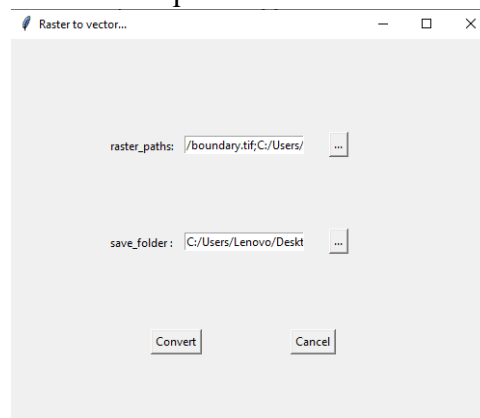 Raster to vector...
raster_paths: /boundary.tif;C:/Users/ ...
save_folder : C:/Users/Lenovo/Deskt ...
Convert Cancel